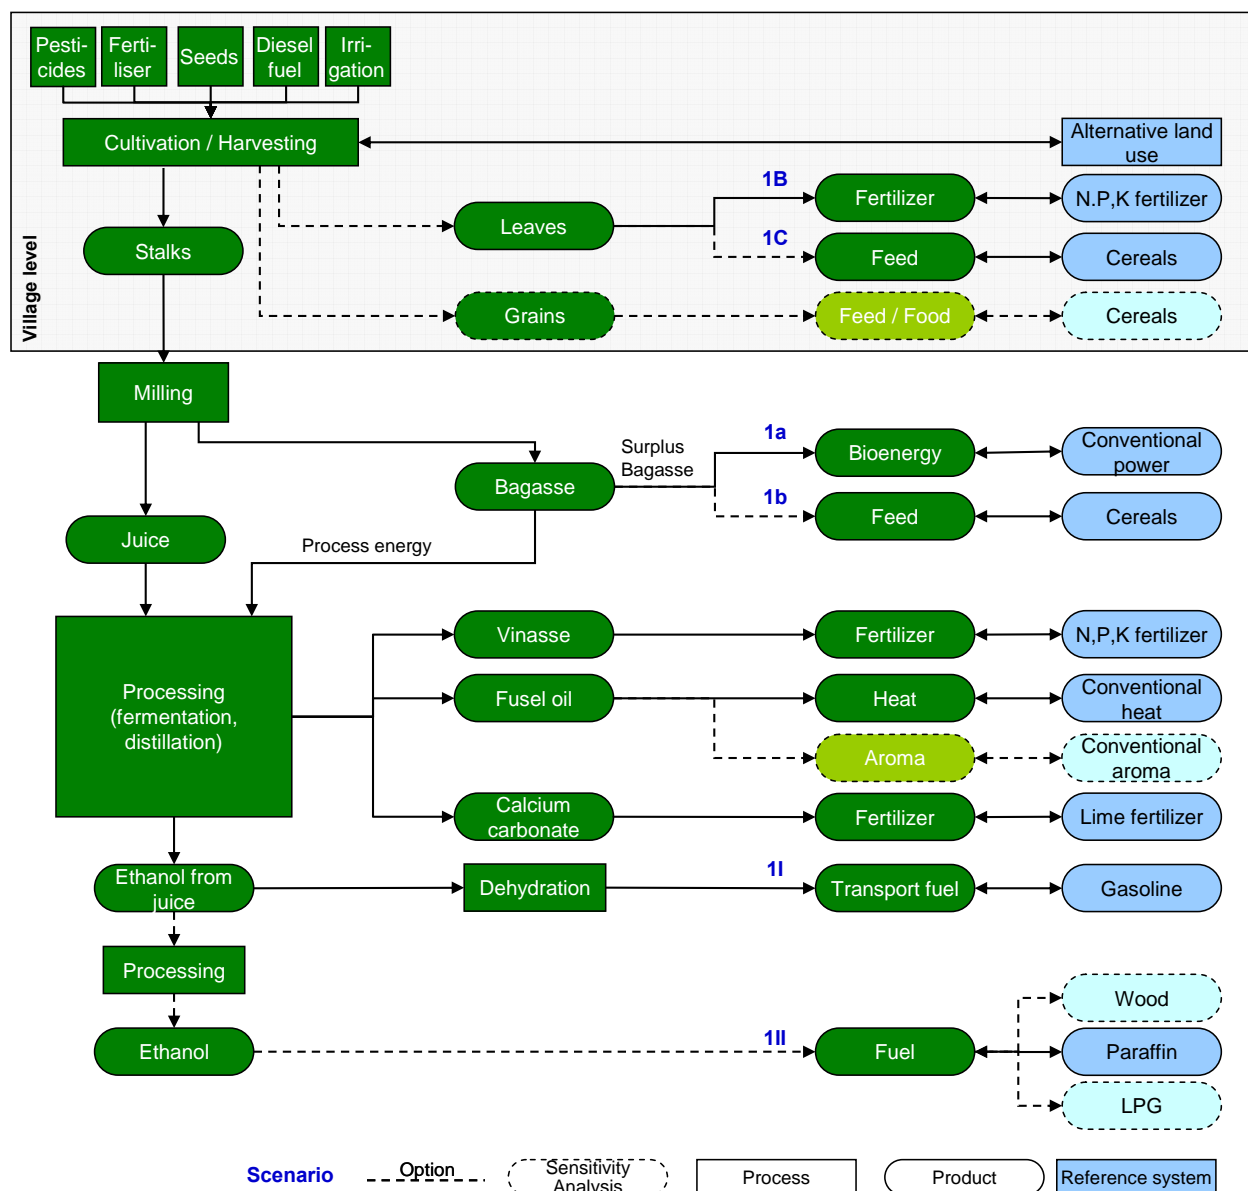 Pesti-
cides
Ferti-
liser
Seeds
Diesel
fuel
Irri-
gation
Cultivation / Harvesting
Alternative land
use
1B
Fertilizer
N.P,K fertilizer
Leaves
Stalks
1C
Feed
Cereals
Village level
Grains
Feed / Food
Cereals
Milling
Surplus
Bagasse
1a
Bioenergy
Conventional
power
Bagasse
1b
Feed
Cereals
Juice
Process energy
Vinasse
Fertilizer
N,P,K fertilizer
Processing
(fermentation,
distillation)
Fusel oil
Heat
Conventional
heat
Aroma
Conventional
aroma
Calcium
carbonate
Fertilizer
Lime fertilizer
Ethanol from
juice
Dehydration
1I
Transport fuel
Gasoline
Processing
Wood
Ethanol
1II
Fuel
Paraffin
LPG
Scenario
Option
Sensitivity
Analysis
Process
Product
Reference system